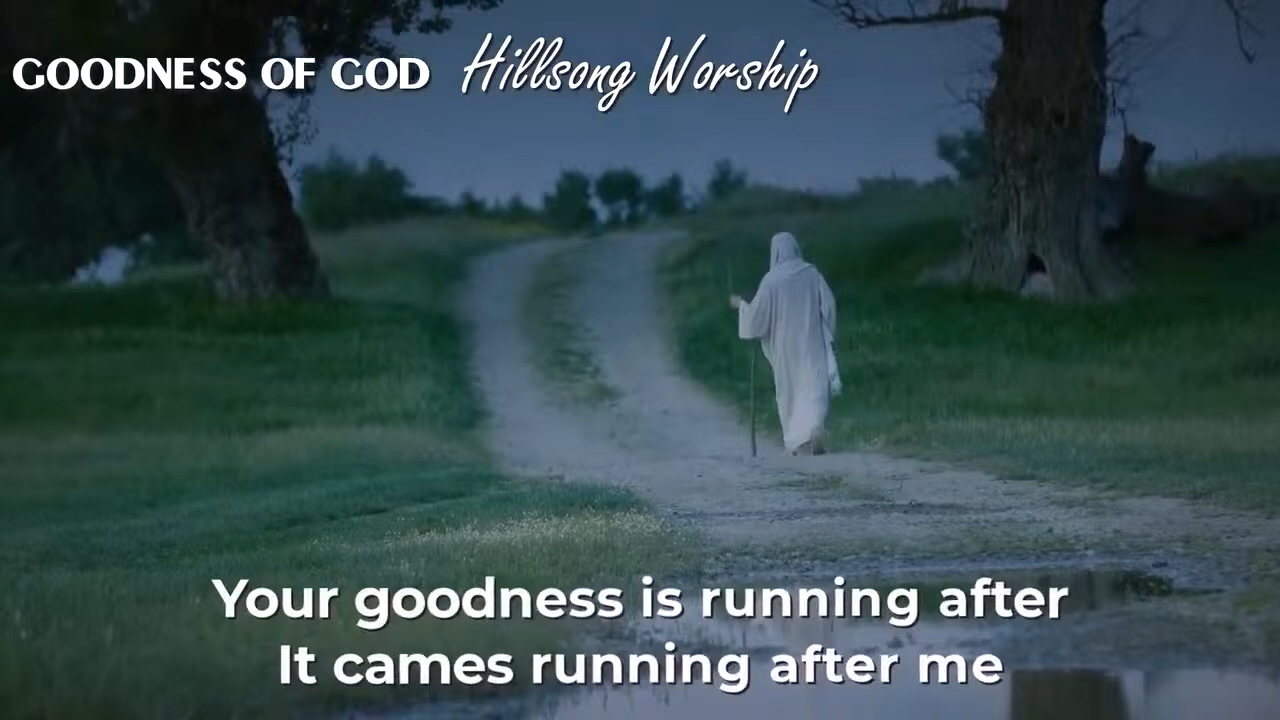 GOODNESS OF GOD Hillsong Worship
Your goodness is running after
It cames running after me